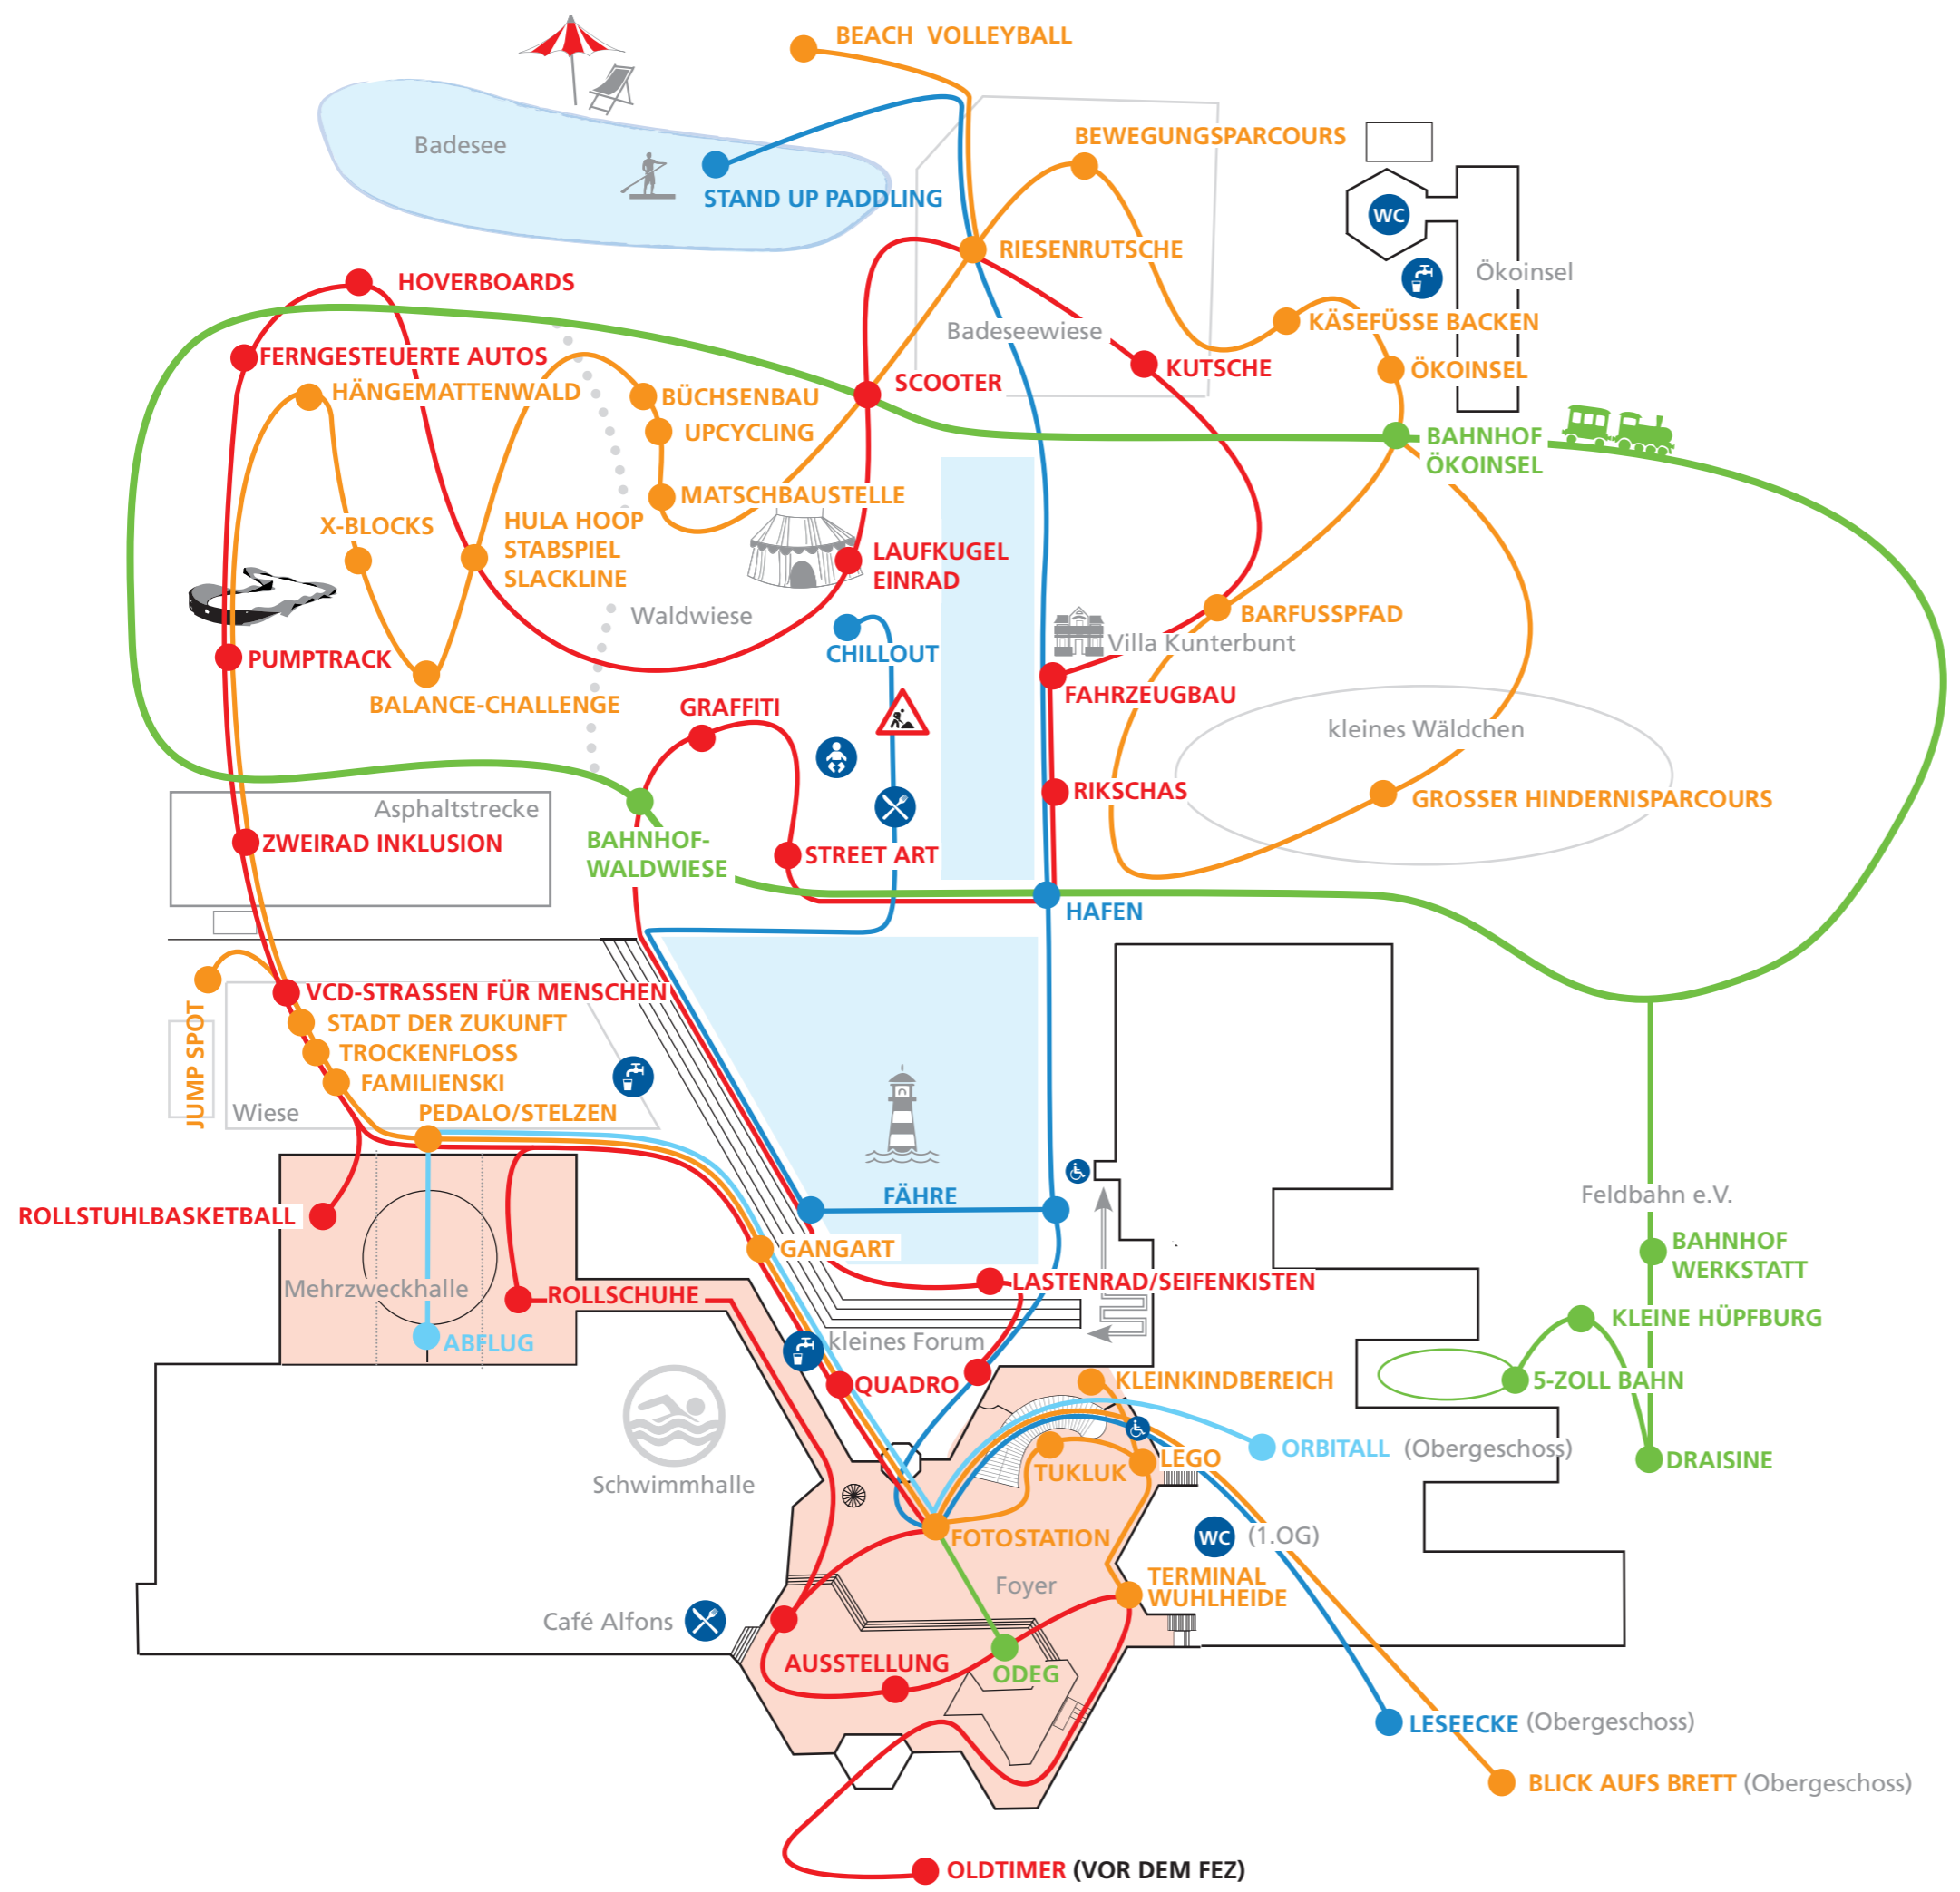 BEACH VOLLEYBALL
Badesee
STAND UP PADDLING
BEWEGUNGSPARCOURS
WC
RIESENRUTSCHE
Ökoinsel
HOVERBOARDS
Badeseewiese
KÄSEFÜSSE BACKEN
FERNGESTEUERTE AUTOS
KUTSCHE
ÖKOINSEL
HÄNGEMATTENWALD
BÜCHSENBAU
SCOOTER
UPCYCLING
BAHNHOF
ÖKOINSEL
MATSCHBAUSTELLE
X-BLOCKS
HULA HOOP
STABSPIEL
SLACKLINE
LAUFKUGEL
EINRAD
Waldwiese
BARFUSSPFAD
Villa Kunterbunt
CHILLOUT
PUMPTRACK
BALANCE-CHALLENGE
GRAFFITI
FAHRZEUGBAU
kleines Wäldchen
RIKSCHAS
GROSSER HINDERNISPARCOURS
Asphaltstrecke
ZWEIRAD INKLUSION
BAHNHOF-
WALDWIESE
STREET ART
HAFEN
VCD-STRASSEN FÜR MENSCHEN
STADT DER ZUKUNFT
TROCKENFLOSS
FAMILIENSKI
JUMP SPOT
Wiese
PEDALO/STELZEN
FÄHRE
Feldbahn e.V.
ROLLSTUHLBASKETBALL
GANGART
BAHNHOF
WERKSTATT
Mehrzweckhalle
ROLLSCHUHE
LASTENRAD/SEIFENKISTEN
KLEINE HÜPFBURG
ABFLUG
kleines Forum
QUADRO
KLEINKINDBEREICH
5-ZOLL BAHN
ORBITALL (Obergeschoss)
TUKLUK
LEGO
DRAISINE
Schwimmhalle
FOTOSTATION
WC (1.OG)
Foyer
TERMINAL
WUHLHEIDE
Café Alfons
AUSSTELLUNG
ODEG
LESEECKE (Obergeschoss)
BLICK AUFS BRETT (Obergeschoss)
OLDTIMER (VOR DEM FEZ)